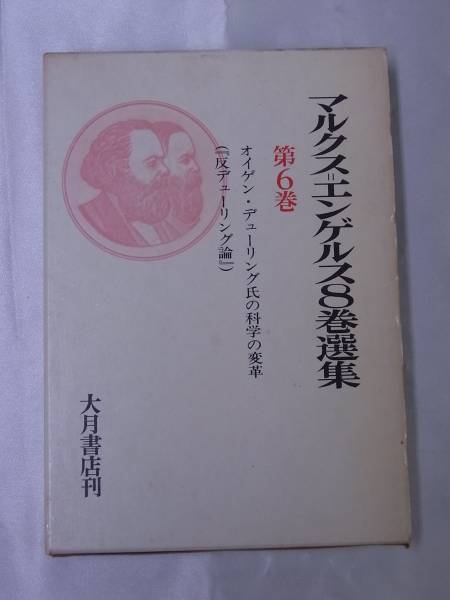 マルクス=エンゲルス8巻選集
第6巻
オイゲン・デューリング氏の科学の変革
(『反デューリング論』)
大月書店刊